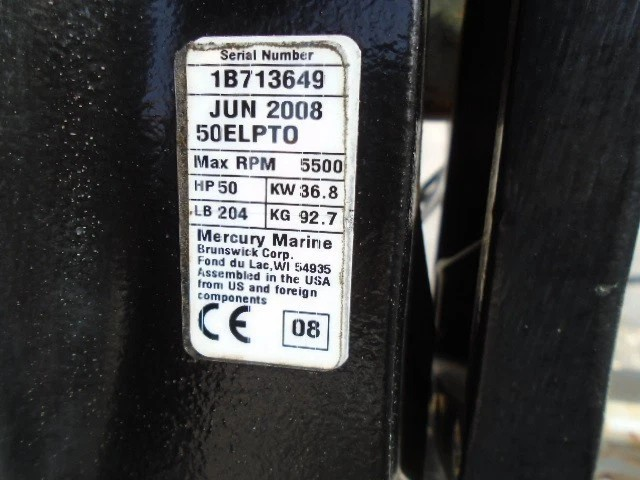 Serial Number
1B713649
JUN 2008
50ELPTO
Max RPM 5500
HP 50 KW 36.8
LB 204 KG 92.7
Mercury Marine
Brunswick Corp.
Fond du Lac,WI 54935
Assembled in the USA
from US and foreign
components
CE 08